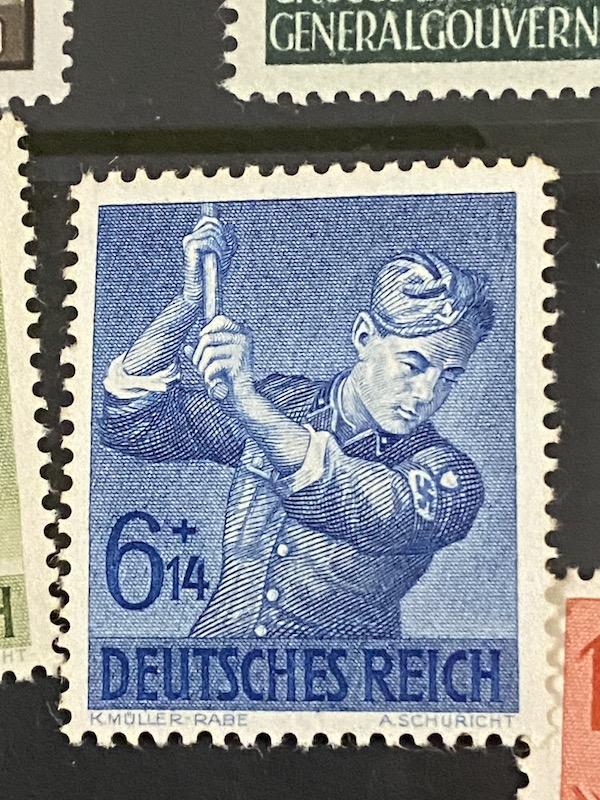 GENERALGOUVERN
6+14
DEUTSCHES REICH
K.MÜLLER-RABE A.SCHURICHT